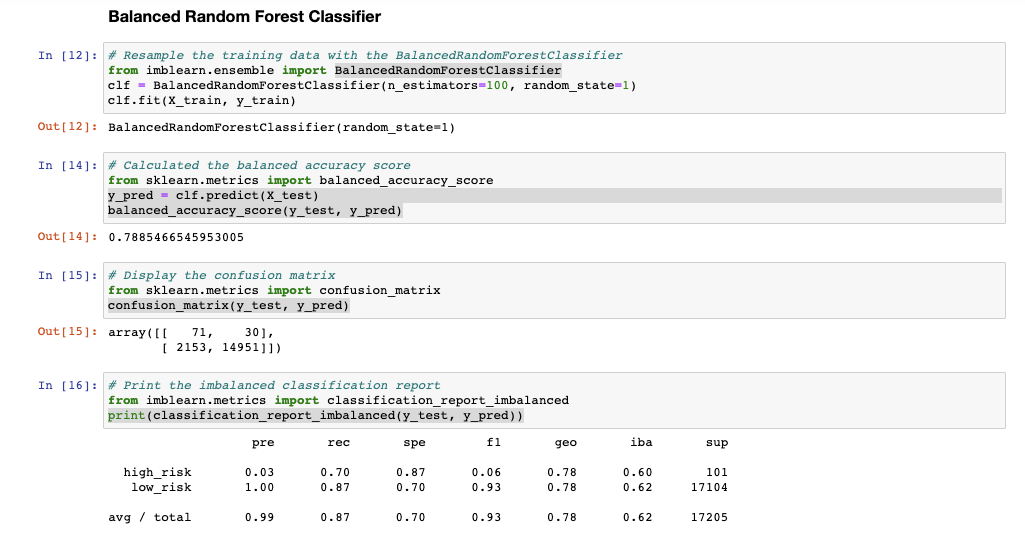 Balanced Random Forest Classifier
In [12]: # Resample the training data with the BalancedRandomForestClassifier
from imblearn.ensemble import BalancedRandomForestClassifier
clf = BalancedRandomForestClassifier(n_estimators=100, random_state=1)
clf.fit(X_train, y_train)
Out[12]: BalancedRandomForestClassifier(random_state=1)
In [14]: # Calculated the balanced accuracy score
from sklearn.metrics import balanced_accuracy_score
y_pred = clf.predict(X_test)
balanced_accuracy_score(y_test, y_pred)
Out[14]: 0.7885466545953005
In [15]: # Display the confusion matrix
from sklearn.metrics import confusion_matrix
confusion_matrix(y_test, y_pred)
Out[15]: array([[   71,    30],
       [ 2153, 14951]])
In [16]: # Print the imbalanced classification report
from imblearn.metrics import classification_report_imbalanced
print(classification_report_imbalanced(y_test, y_pred))
pre rec spe f1 geo iba sup
high_risk 0.03 0.70 0.87 0.06 0.78 0.60 101
low_risk 1.00 0.87 0.70 0.93 0.78 0.62 17104
avg / total 0.99 0.87 0.70 0.93 0.78 0.62 17205